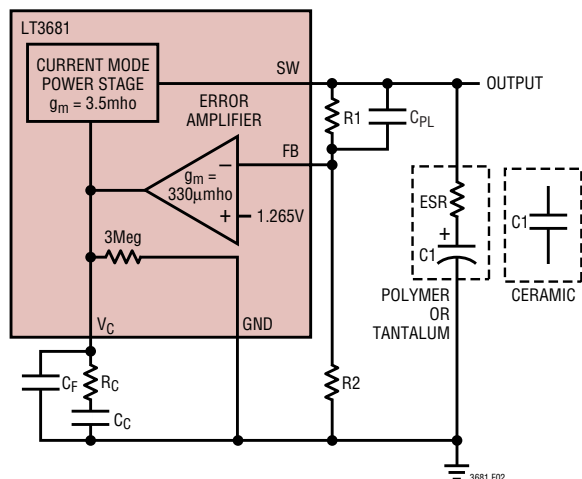 LT3681
CURRENT MODE
POWER STAGE
gm = 3.5mho
SW
OUTPUT
ERROR
AMPLIFIER
R1
CPL
FB
–
gm =
330µmho
+
1.265V
ESR
+
C1
C1
3Meg
POLYMER
OR
TANTALUM
CERAMIC
VC
GND
CF
RC
R2
CC
3681 F02